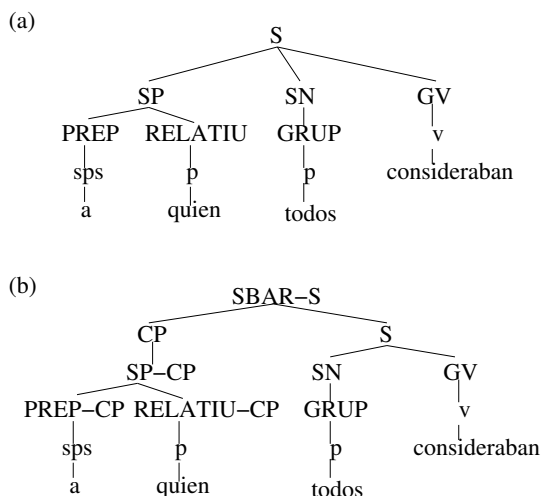 (a)
S
SP SN GV
PREP RELATIU GRUP v
sps p p consideraban
a quien todos
(b)
SBAR–S
CP S
SP–CP SN GV
PREP–CP RELATIU–CP GRUP v
sps p p consideraban
a quien todos